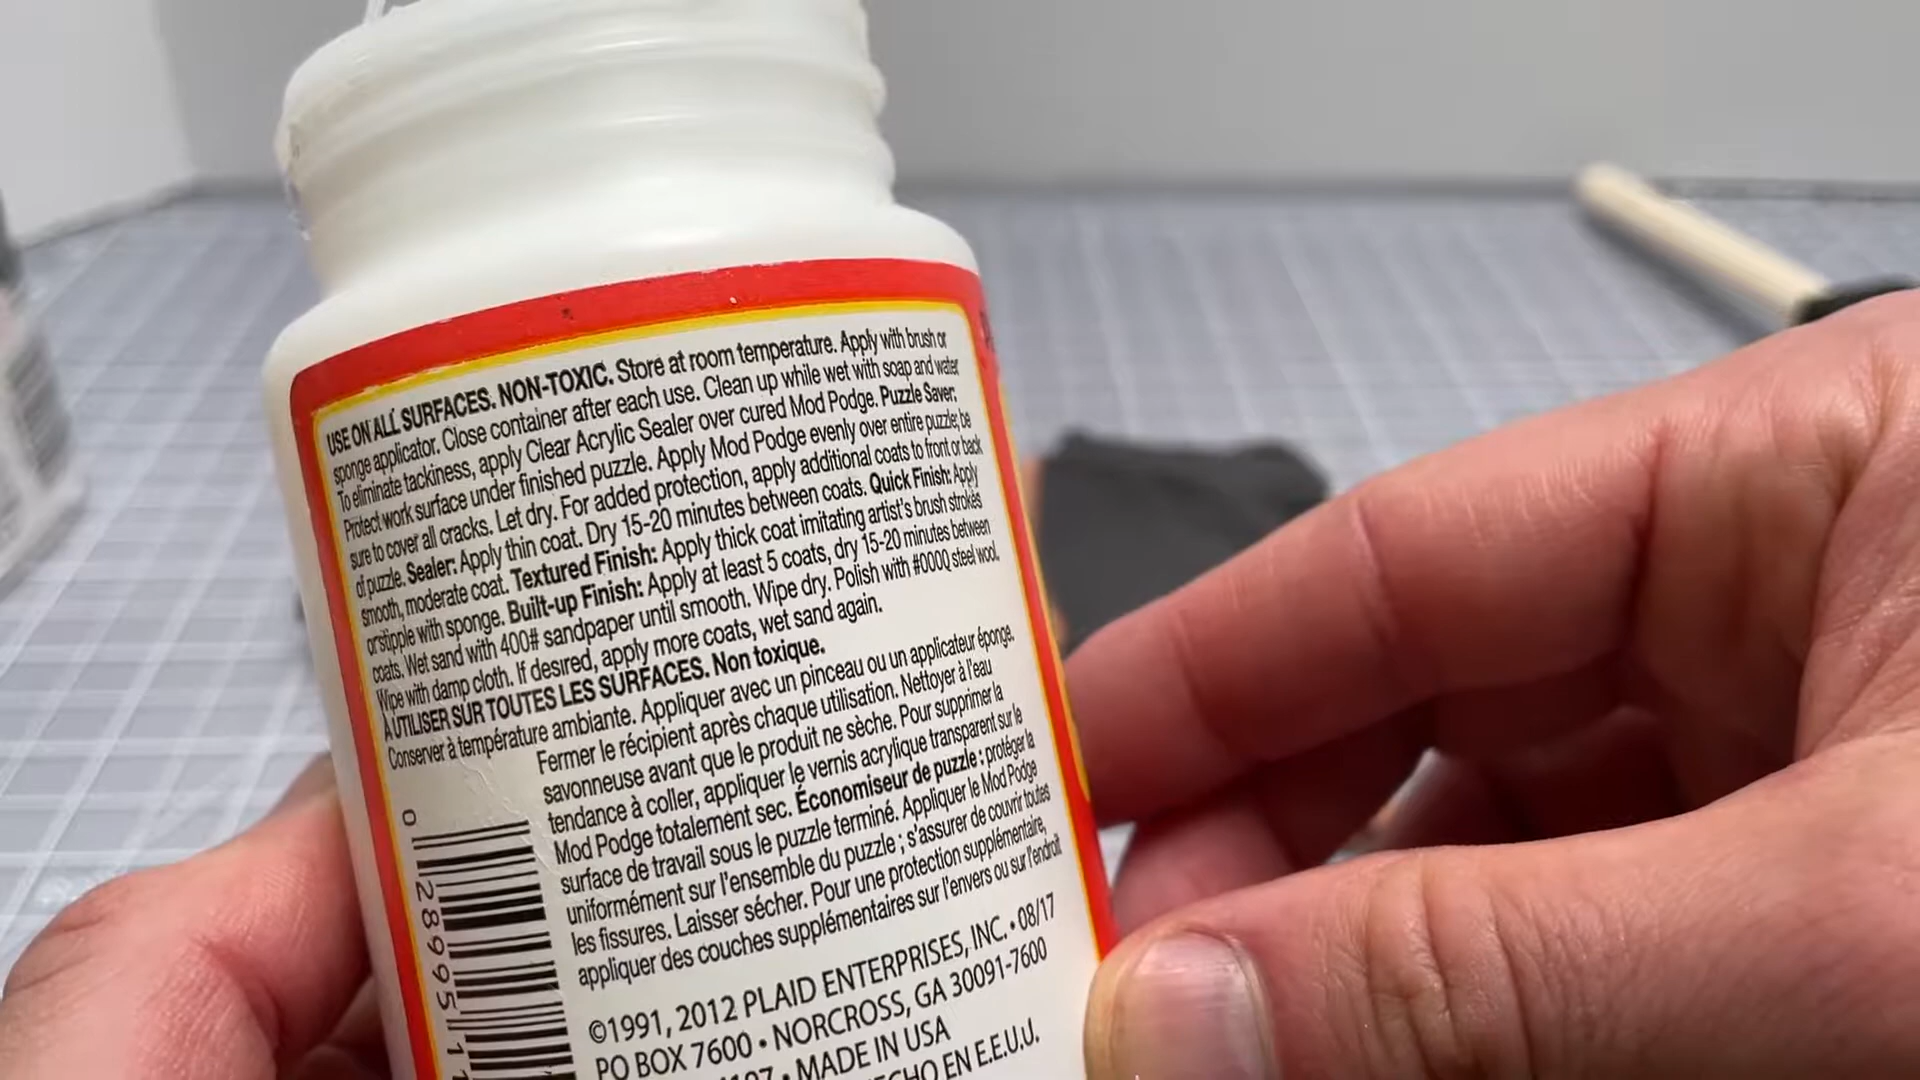 USE ON ALL SURFACES. NON-TOXIC. Store at room temperature. Apply with brush or
sponge applicator. Close container after each use. Clean up while wet with soap and water
To eliminate tackiness, apply Clear Acrylic Sealer over cured Mod Podge. Puzzle Saver:
Protect work surface under finished puzzle. Apply Mod Podge evenly over entire puzzle; be
sure to cover all cracks. Let dry. For added protection, apply additional coats to front or back
of puzzle. Sealer: Apply thin coat. Dry 15-20 minutes between coats. Quick Finish: Apply
smooth, moderate coat. Textured Finish: Apply thick coat imitating artist's brush strokes
or stipple with sponge. Built-up Finish: Apply at least 5 coats, dry 15-20 minutes between
coats. Wet sand with 400# sandpaper until smooth. Wipe dry. Polish with #0000 steel wool,
Wipe with damp cloth. If desired, apply more coats, wet sand again.
À UTILISER SUR TOUTES LES SURFACES. Non toxique.
Conserver à température ambiante. Appliquer avec un pinceau ou un applicateur éponge.
Fermer le récipient après chaque utilisation. Nettoyer à l'eau
savonneuse avant que le produit ne sèche. Pour supprimer la
tendance à coller, appliquer le vernis acrylique transparent sur le
Mod Podge totalement sec. Économiseur de puzzle : protéger la
surface de travail sous le puzzle terminé. Appliquer le Mod Podge
uniformément sur l'ensemble du puzzle ; s'assurer de couvrir toutes
les fissures. Laisser sécher. Pour une protection supplémentaire,
appliquer des couches supplémentaires sur l'envers ou sur l'endroit
0 28995 1
©1991, 2012 PLAID ENTERPRISES, INC. • 08/17
PO BOX 7600 • NORCROSS, GA 30091-7600
• MADE IN USA
EN E.E.U.U.